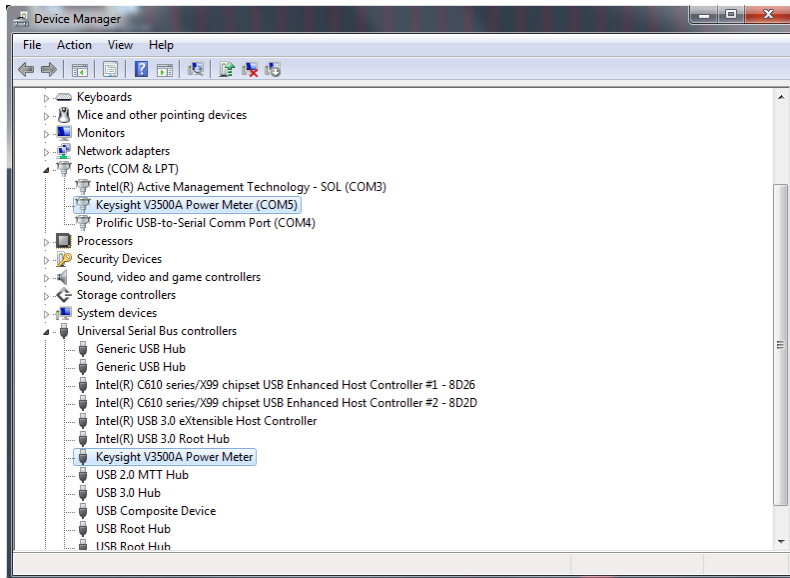 Device Manager
File Action View Help
Keyboards
Mice and other pointing devices
Monitors
Network adapters
Ports (COM & LPT)
Intel(R) Active Management Technology - SOL (COM3)
Keysight V3500A Power Meter (COM5)
Prolific USB-to-Serial Comm Port (COM4)
Processors
Security Devices
Sound, video and game controllers
Storage controllers
System devices
Universal Serial Bus controllers
Generic USB Hub
Generic USB Hub
Intel(R) C610 series/X99 chipset USB Enhanced Host Controller #1 - 8D26
Intel(R) C610 series/X99 chipset USB Enhanced Host Controller #2 - 8D2D
Intel(R) USB 3.0 eXtensible Host Controller
Intel(R) USB 3.0 Root Hub
Keysight V3500A Power Meter
USB 2.0 MTT Hub
USB 3.0 Hub
USB Composite Device
USB Root Hub
USB Root Hub